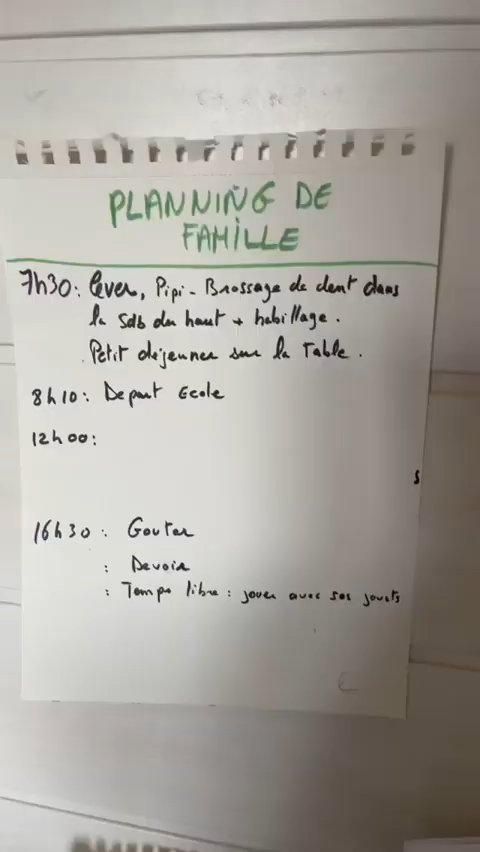 PLANNING DE
FAMILLE
7h30: lever, Pipi - Brossage de dent dans
la Sdb du haut + habillage.
Petit déjeuner sur la Table.
8h10: Depart Ecole
12h00:
s
16h30: Gouter
: Devoir
: Temps libre: jouer avec ses jouets